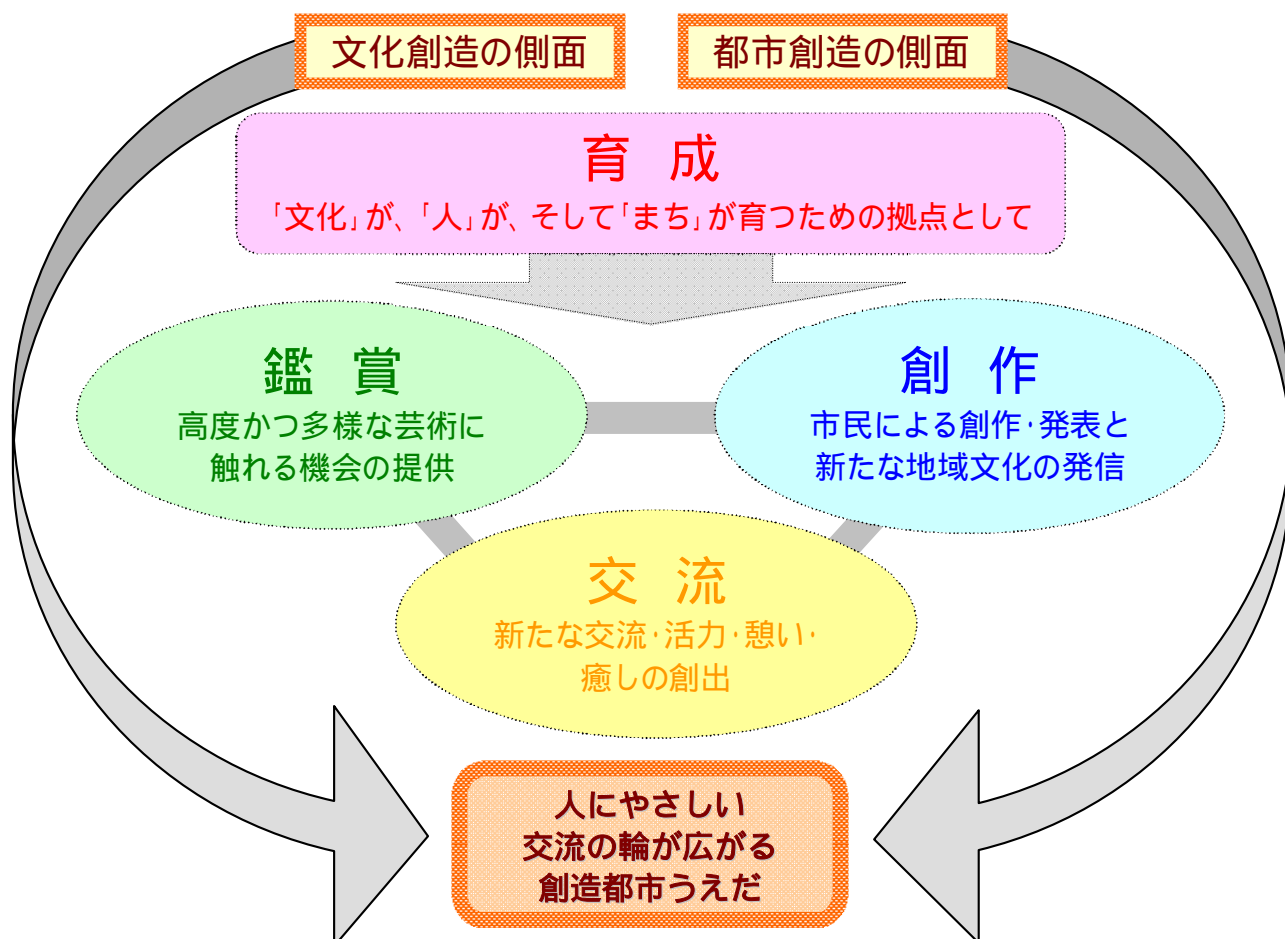 文化創造の側面
都市創造の側面
育 成
「文化」が、「人」が、そして「まち」が育つための拠点として
鑑 賞
高度かつ多様な芸術に
触れる機会の提供
創 作
市民による創作・発表と
新たな地域文化の発信
交 流
新たな交流・活力・憩い・
癒しの創出
人にやさしい
交流の輪が広がる
創造都市うえだ